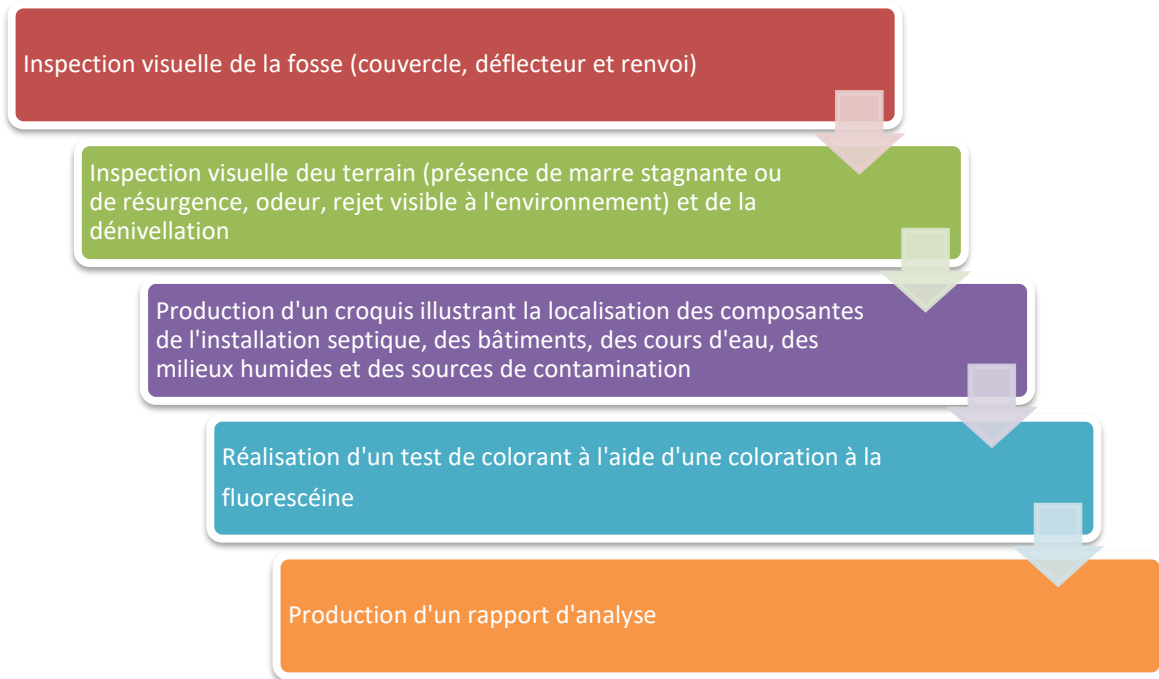 Inspection visuelle de la fosse (couvercle, déflecteur et renvoi)
Inspection visuelle deu terrain (présence de marre stagnante ou
de résurgence, odeur, rejet visible à l'environnement) et de la
dénivellation
Production d'un croquis illustrant la localisation des composantes
de l'installation septique, des bâtiments, des cours d'eau, des
milieux humides et des sources de contamination
Réalisation d'un test de colorant à l'aide d'une coloration à la
fluorescéine
Production d'un rapport d'analyse